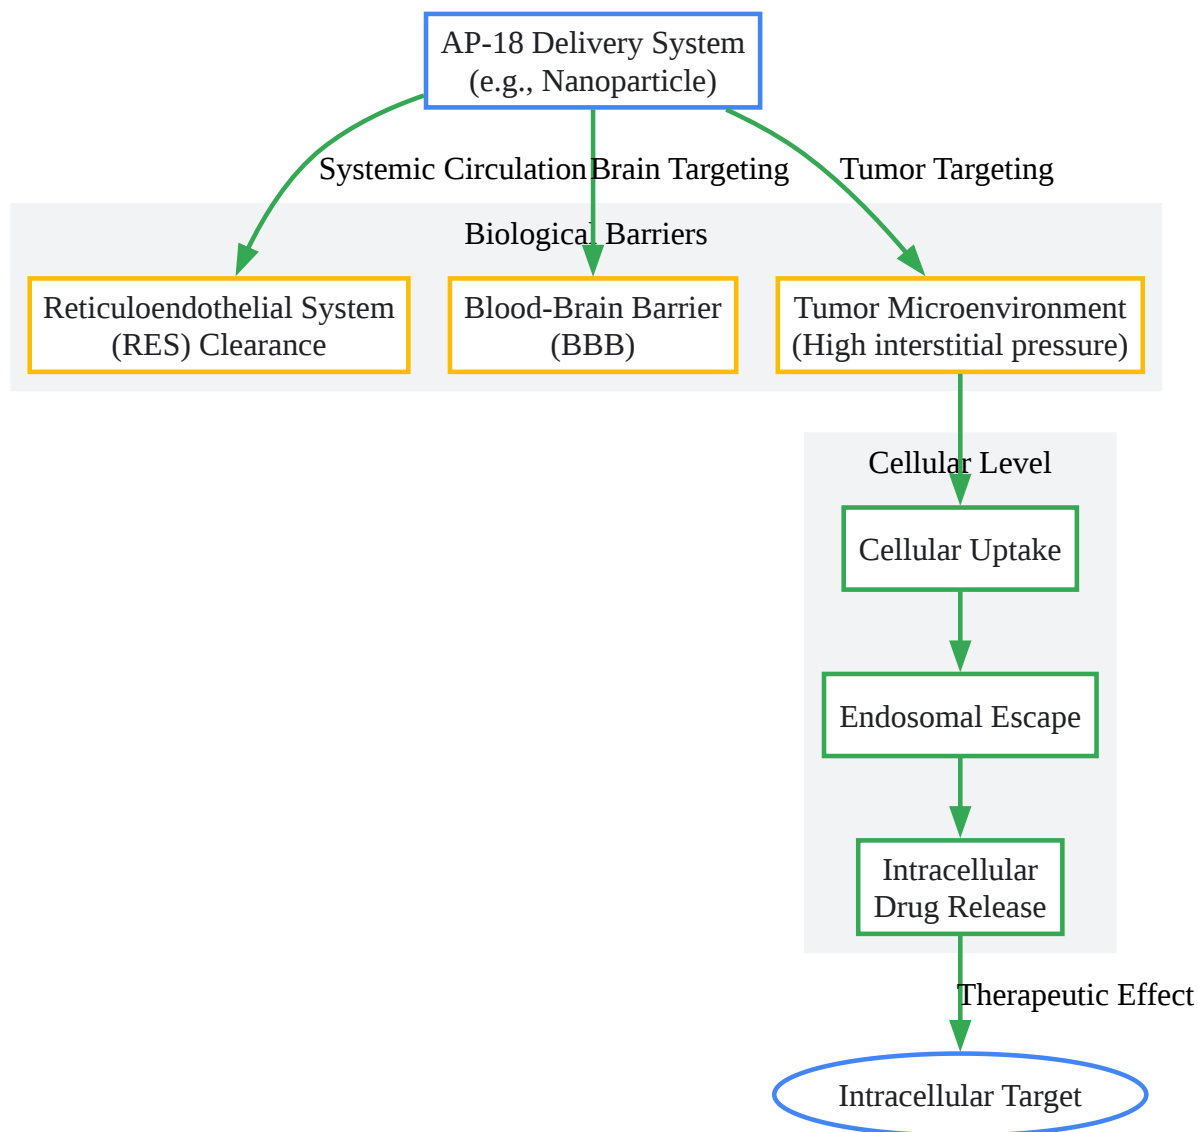 AP-18 Delivery System
(e.g., Nanoparticle)
Systemic Circulation
Brain Targeting
Tumor Targeting
Biological Barriers
Reticuloendothelial System
(RES) Clearance
Blood-Brain Barrier
(BBB)
Tumor Microenvironment
(High interstitial pressure)
Cellular Level
Cellular Uptake
Endosomal Escape
Intracellular
Drug Release
Therapeutic Effect
Intracellular Target